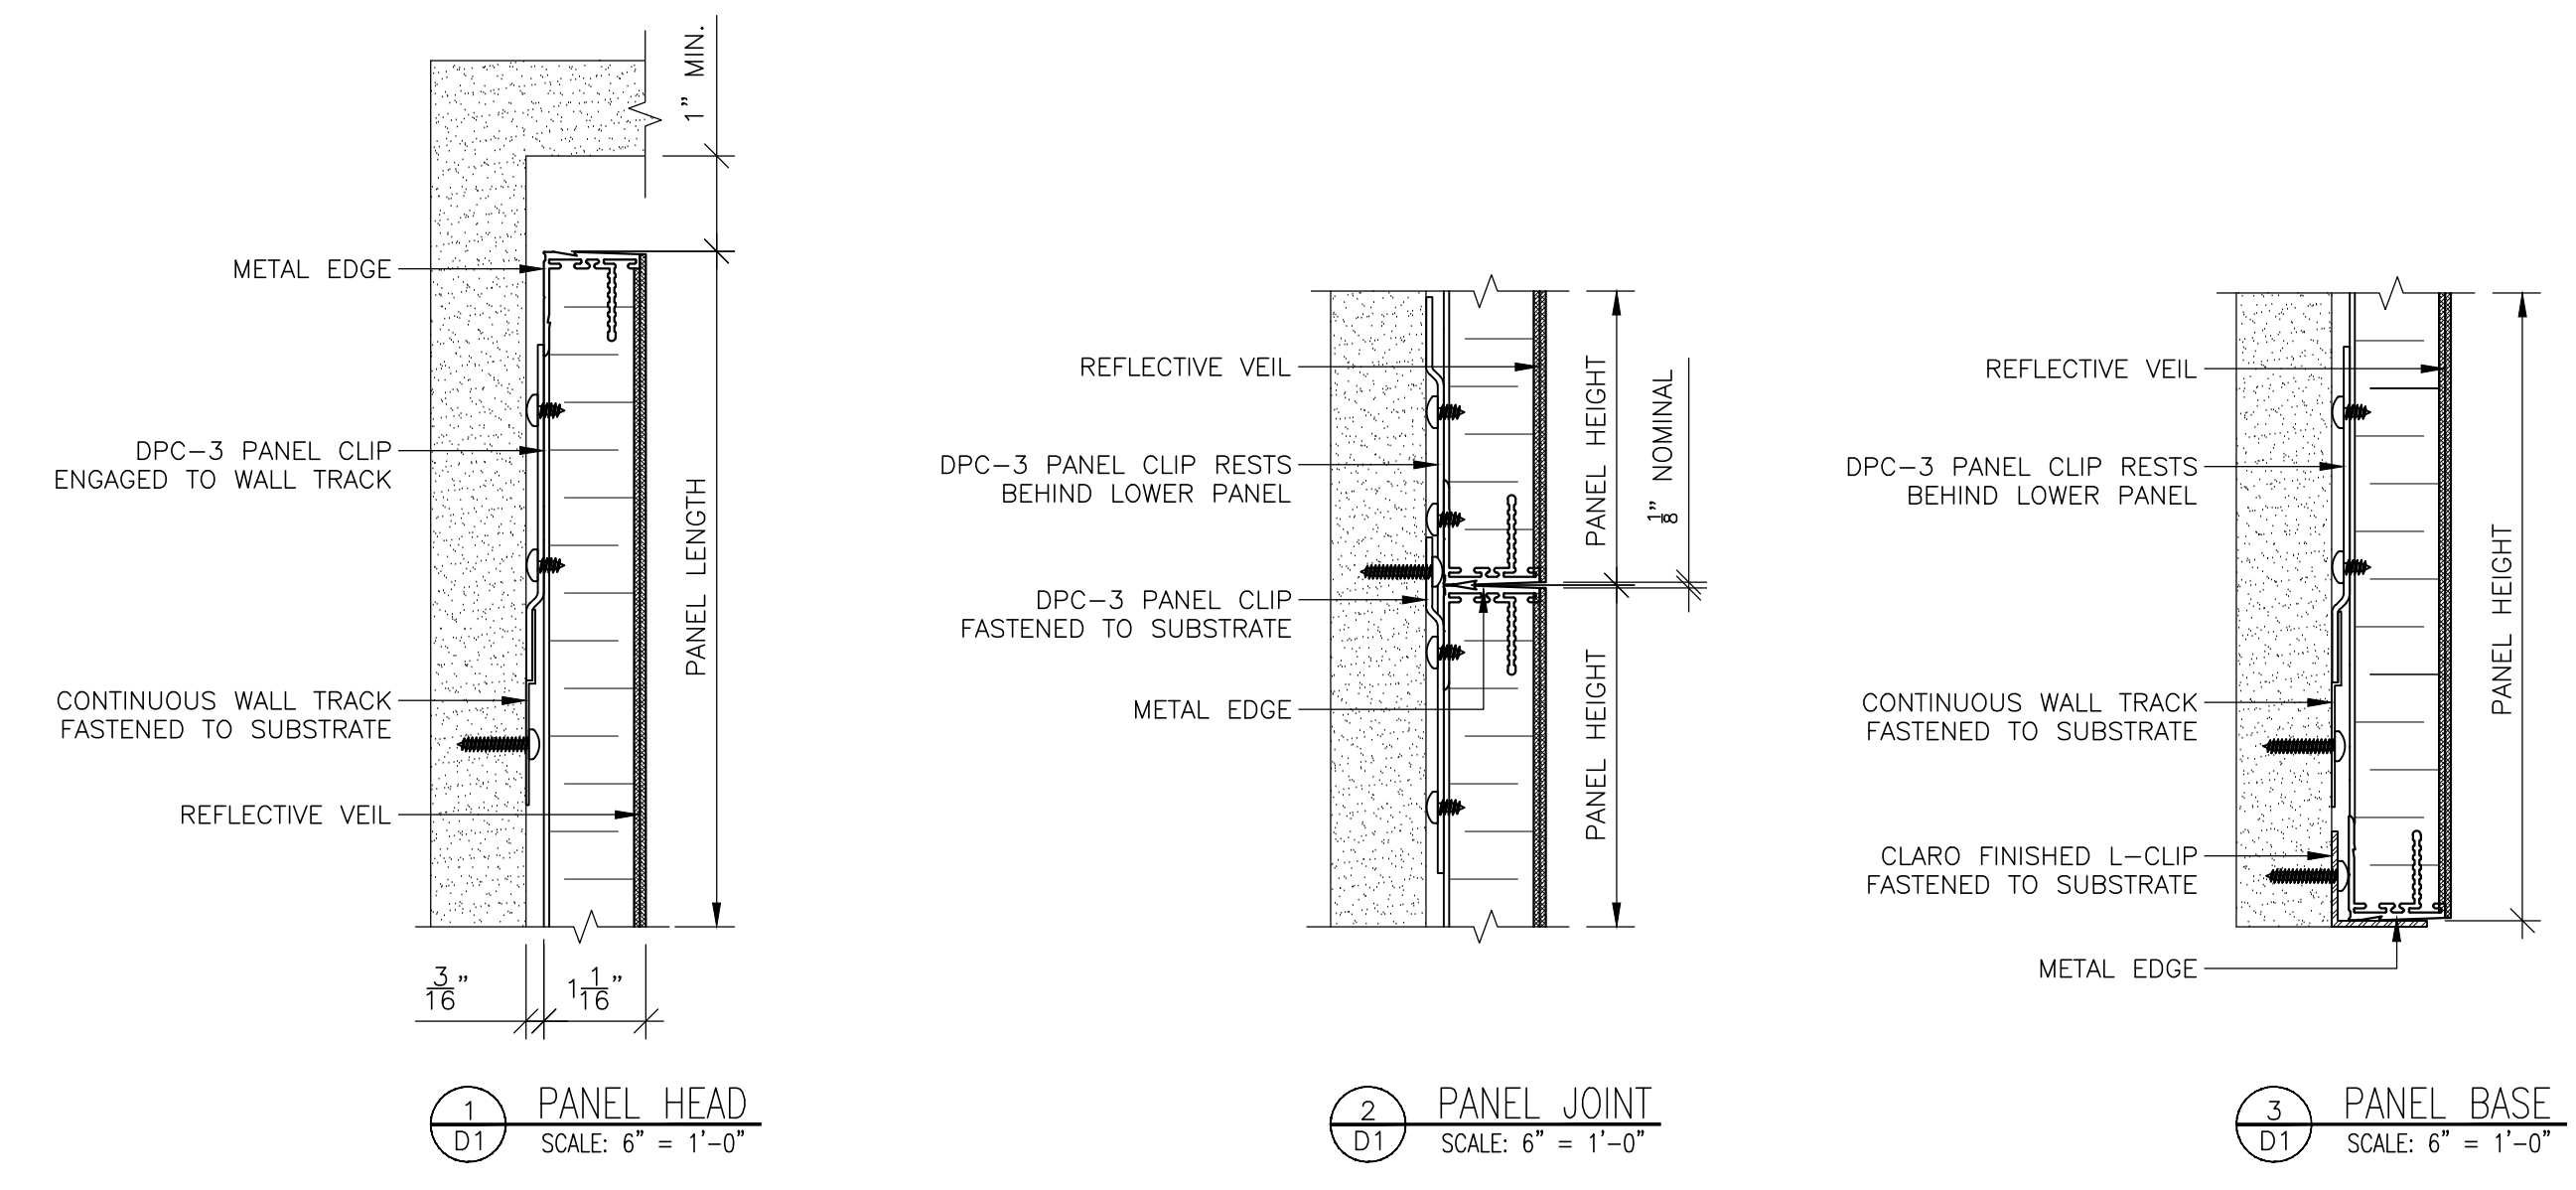 1" MIN.
METAL EDGE
DPC-3 PANEL CLIP
ENGAGED TO WALL TRACK
PANEL LENGTH
CONTINUOUS WALL TRACK
FASTENED TO SUBSTRATE
REFLECTIVE VEIL
3/16"
1 1/16"
1
D1
PANEL HEAD
SCALE: 6" = 1'-0"
REFLECTIVE VEIL
DPC-3 PANEL CLIP RESTS
BEHIND LOWER PANEL
DPC-3 PANEL CLIP
FASTENED TO SUBSTRATE
METAL EDGE
PANEL HEIGHT
1/8" NOMINAL
PANEL HEIGHT
2
D1
PANEL JOINT
SCALE: 6" = 1'-0"
REFLECTIVE VEIL
DPC-3 PANEL CLIP RESTS
BEHIND LOWER PANEL
CONTINUOUS WALL TRACK
FASTENED TO SUBSTRATE
CLARO FINISHED L-CLIP
FASTENED TO SUBSTRATE
METAL EDGE
PANEL HEIGHT
3
D1
PANEL BASE
SCALE: 6" = 1'-0"